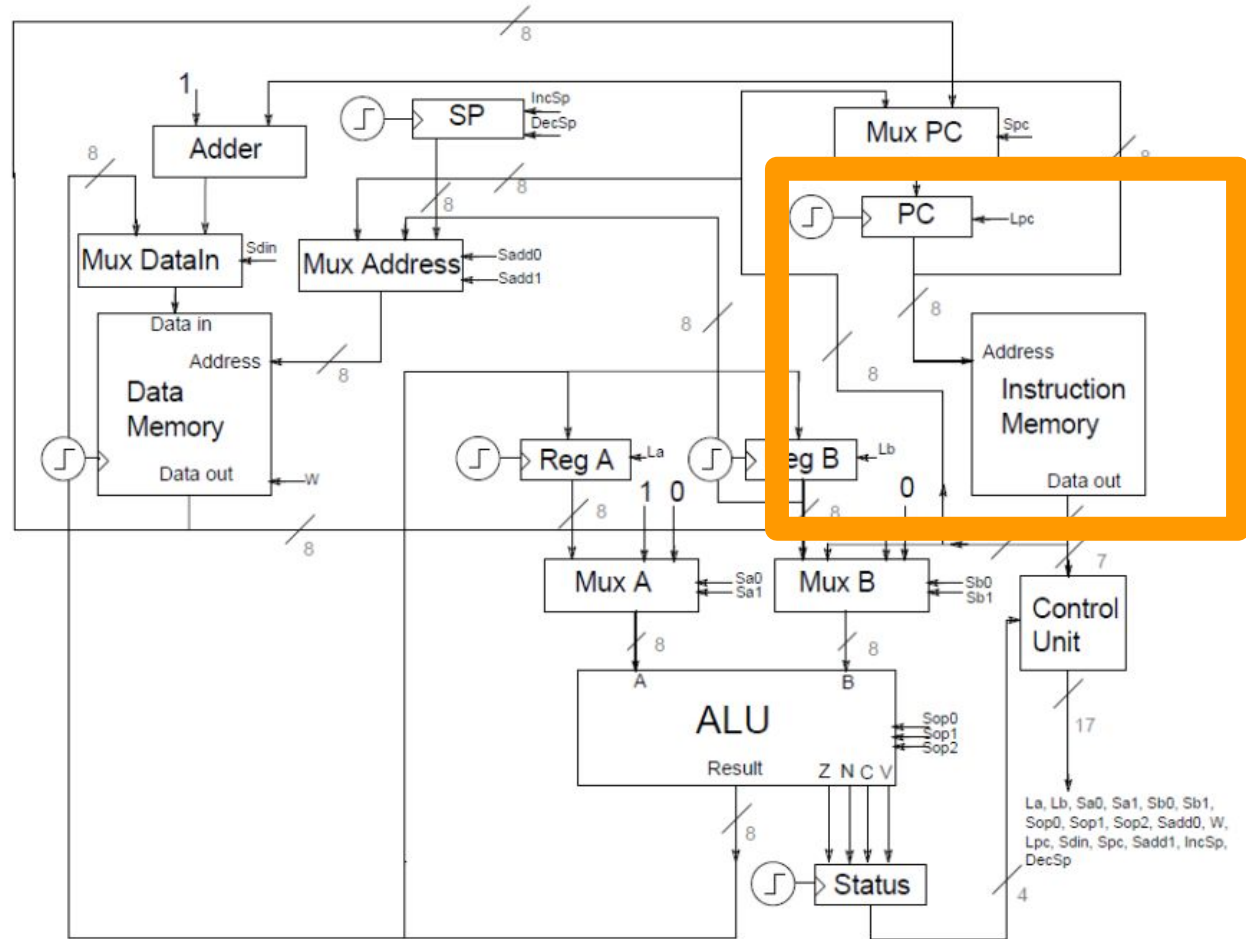 8
1
IncSp
SP
DecSp
Mux PC
Spc
Adder
8
8
8
8
PC
Lpc
Sdin
Mux DataIn
Mux Address
Sadd0
Sadd1
8
Data in
8
Address
Address
8
8
Data
Memory
Instruction
Memory
Reg A
La
eg B
Lb
Data out
W
Data out
1 0
0
8
8
8
7
Mux A
Sa0
Sa1
Mux B
Sb0
Sb1
Control
Unit
8
8
A
B
ALU
Sop0
Sop1
Sop2
17
Result
Z N C V
La, Lb, Sa0, Sa1, Sb0, Sb1,
Sop0, Sop1, Sop2, Sadd0, W,
Lpc, Sdin, Spc, Sadd1, IncSp,
DecSp
8
Status
4